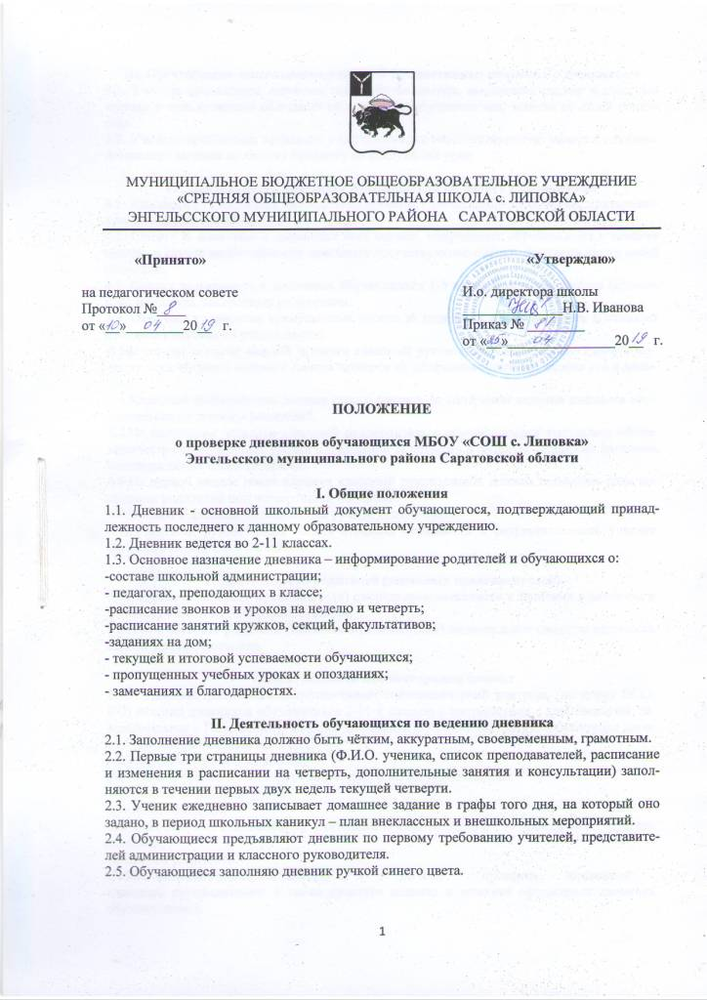 МУНИЦИПАЛЬНОЕ БЮДЖЕТНОЕ ОБЩЕОБРАЗОВАТЕЛЬНОЕ УЧРЕЖДЕНИЕ
«СРЕДНЯЯ ОБЩЕОБРАЗОВАТЕЛЬНАЯ ШКОЛА с. ЛИПОВКА»
ЭНГЕЛЬССКОГО МУНИЦИПАЛЬНОГО РАЙОНА САРАТОВСКОЙ ОБЛАСТИ
«Принято»
на педагогическом совете
Протокол № 8
от «10» 04 2019 г.
«Утверждаю»
И.о. директора школы
Н.В. Иванова
Приказ № 81
от «25» 04 2019 г.
ПОЛОЖЕНИЕ
о проверке дневников обучающихся МБОУ «СОШ с. Липовка»
Энгельсского муниципального района Саратовской области
I. Общие положения
1.1. Дневник - основной школьный документ обучающегося, подтверждающий принад-
лежность последнего к данному образовательному учреждению.
1.2. Дневник ведется во 2-11 классах.
1.3. Основное назначение дневника – информирование родителей и обучающихся о:
-составе школьной администрации;
- педагогах, преподающих в классе;
-расписание звонков и уроков на неделю и четверть;
-расписание занятий кружков, секций, факультативов;
-заданиях на дом;
- текущей и итоговой успеваемости обучающихся;
- пропущенных учебных уроках и опозданиях;
- замечаниях и благодарностях.
II. Деятельность обучающихся по ведению дневника
2.1. Заполнение дневника должно быть чётким, аккуратным, своевременным, грамотным.
2.2. Первые три страницы дневника (Ф.И.О. ученика, список преподавателей, расписание
и изменения в расписании на четверть, дополнительные занятия и консультации) запол-
няются в течении первых двух недель текущей четверти.
2.3. Ученик ежедневно записывает домашнее задание в графы того дня, на который оно
задано, в период школьных каникул – план внеклассных и внешкольных мероприятий.
2.4. Обучающиеся предъявляют дневник по первому требованию учителей, представите-
лей администрации и классного руководителя.
2.5. Обучающиеся заполняю дневник ручкой синего цвета.
1